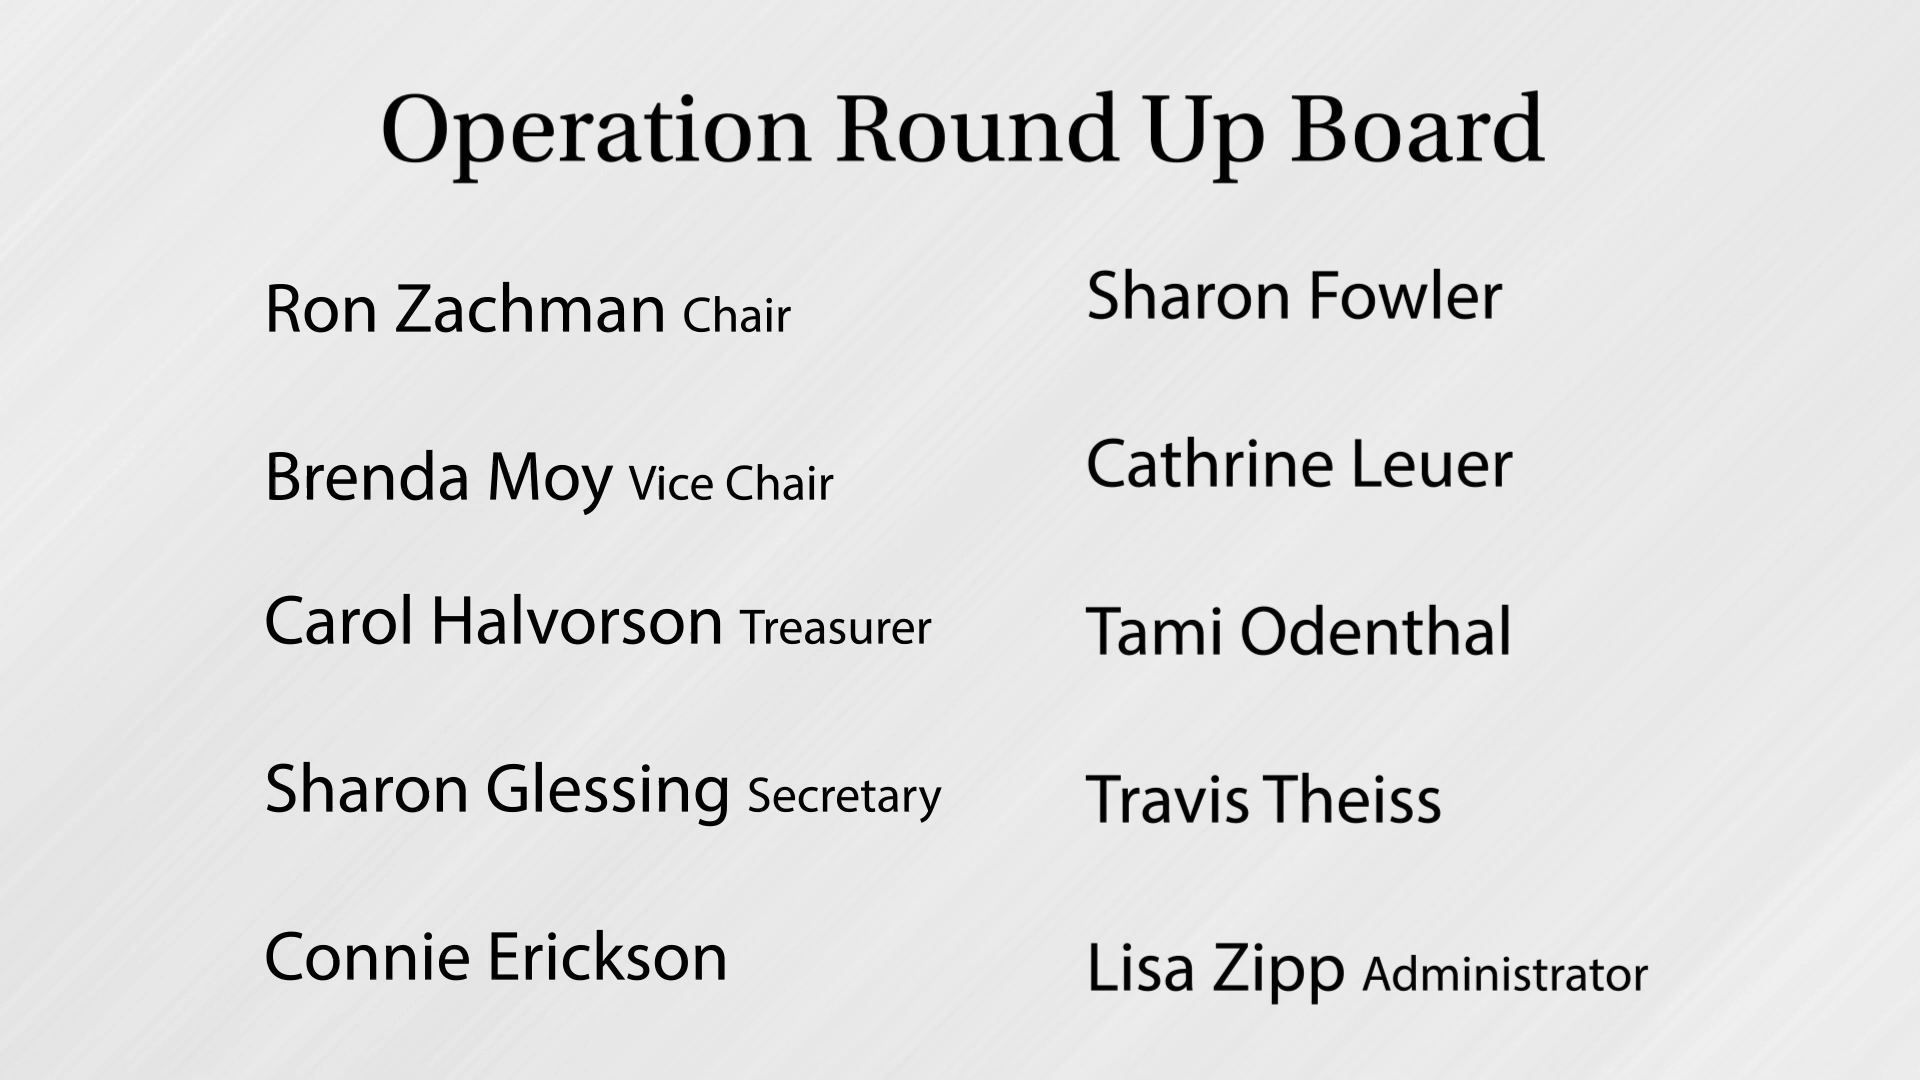 Operation Round Up Board
Ron Zachman Chair
Brenda Moy Vice Chair
Carol Halvorson Treasurer
Sharon Glessing Secretary
Connie Erickson
Sharon Fowler
Cathrine Leuer
Tami Odenthal
Travis Theiss
Lisa Zipp Administrator